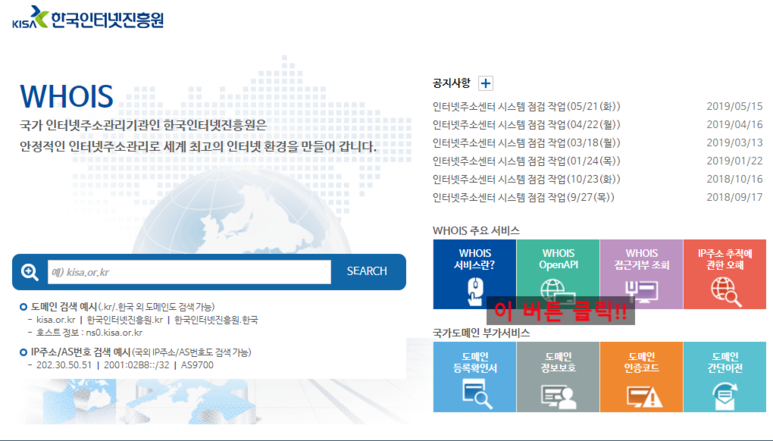 KISA 한국인터넷진흥원
WHOIS
국가 인터넷주소관리기관인 한국인터넷진흥원은
안정적인 인터넷주소관리로 세계 최고의 인터넷 환경을 만들어 갑니다.
예) kisa.or.kr
SEARCH
도메인 검색 예시(.kr/.한국 외 도메인도 검색 가능)
- kisa.or.kr | 한국인터넷진흥원.kr | 한국인터넷진흥원.한국
- 호스트 정보 : ns0.kisa.or.kr
IP주소/AS번호 검색 예시(국외 IP주소/AS번호도 검색 가능)
- 202.30.50.51 | 2001:02B8::/32 | AS9700
공지사항 +
인터넷주소센터 시스템 점검 작업(05/21(화)) 2019/05/15
인터넷주소센터 시스템 점검 작업(04/22(월)) 2019/04/16
인터넷주소센터 시스템 점검 작업(03/18(월)) 2019/03/13
인터넷주소센터 시스템 점검 작업(01/24(목)) 2019/01/22
인터넷주소센터 시스템 점검 작업(10/23(화)) 2018/10/16
인터넷주소센터 시스템 점검 작업(9/27(목)) 2018/09/17
WHOIS 주요 서비스
WHOIS
서비스란?
WHOIS
OpenAPI
WHOIS
접근거부 조회
IP주소 추적에
관한 오해
이 버튼 클릭!!
국가도메인 부가서비스
도메인
등록확인서
도메인
정보보호
도메인
인증코드
도메인
간단이전